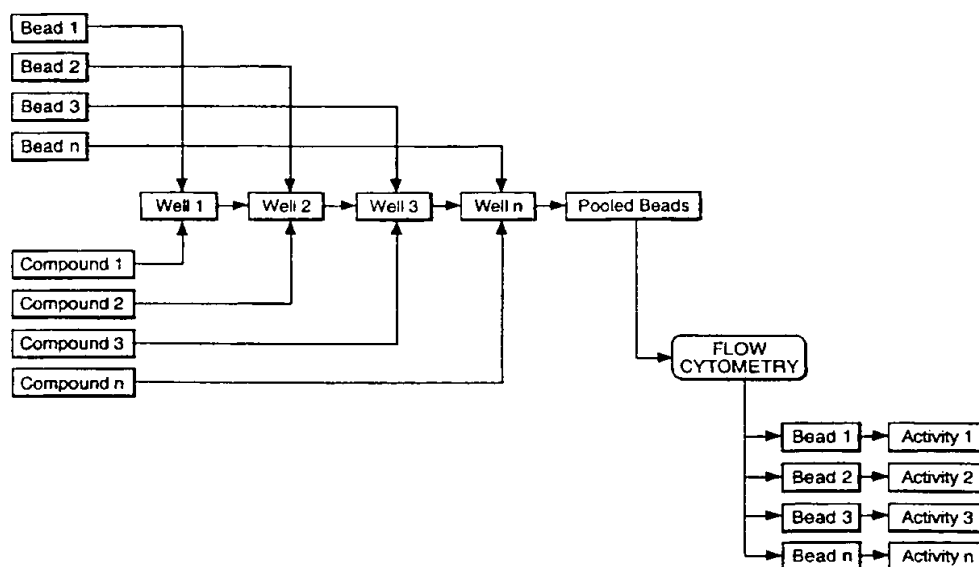 Bead 1
Bead 2
Bead 3
Bead n
Well 1 Well 2 Well 3 Well n Pooled Beads
Compound 1
Compound 2
Compound 3
Compound n
FLOW
CYTOMETRY
Bead 1 Activity 1
Bead 2 Activity 2
Bead 3 Activity 3
Bead n Activity n